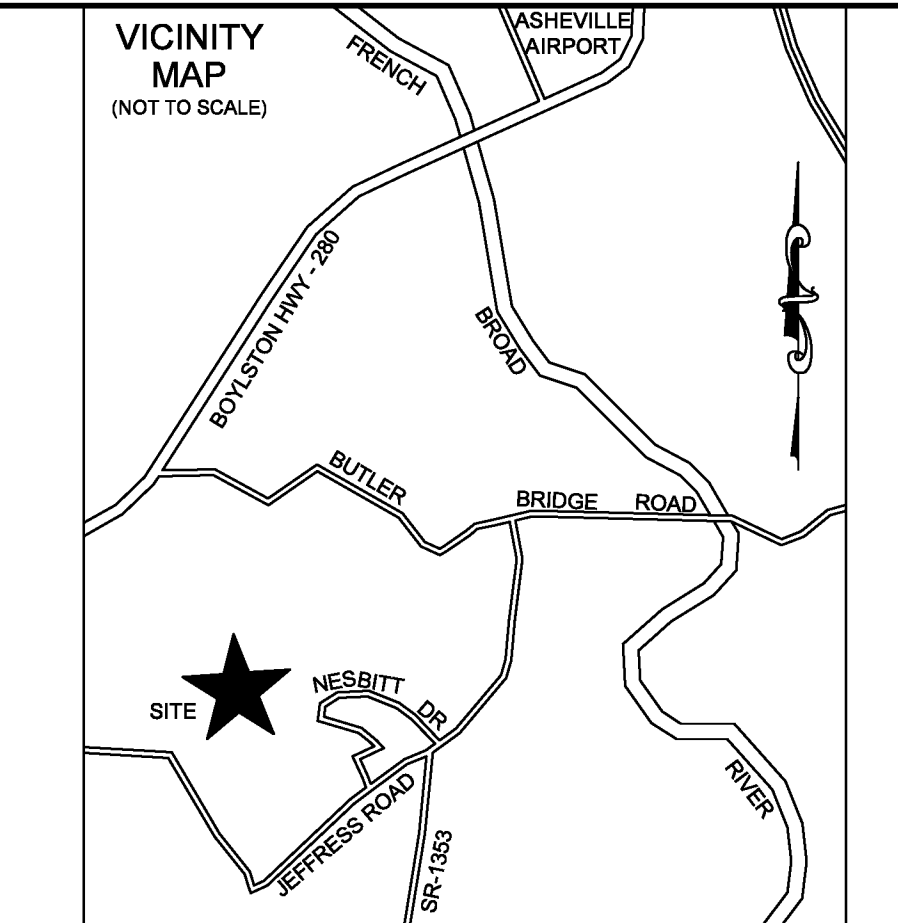 VICINITY
MAP
(NOT TO SCALE)
ASHEVILLE
AIRPORT
FRENCH
BOYLSTON HWY - 280
BROAD
BUTLER
BRIDGE ROAD
NESBITT
DR
SITE
JEFFRESS ROAD
SR-1353
RIVER